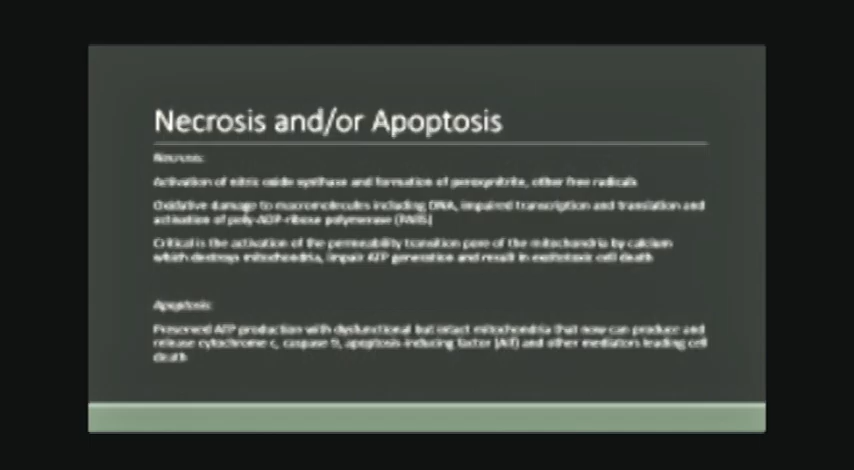 Necrosis and/or Apoptosis
Necrosis:
Activation of nitric oxide synthase and formation of peroxynitrite, other free radicals
Oxidative damage to macromolecules including DNA, impaired transcription and translation and
activation of poly-ADP-ribose polymerase
Critical is the activation of the permeability transition pore of the mitochondria by calcium
which destroys mitochondria, impair ATP generation and result in excitotoxic cell death
Apoptosis:
Preserved ATP production with dysfunctional but intact mitochondria that now can produce and
release cytochrome c, caspase 9, apoptosis-inducing factor (AIF) and other mediators leading cell
death